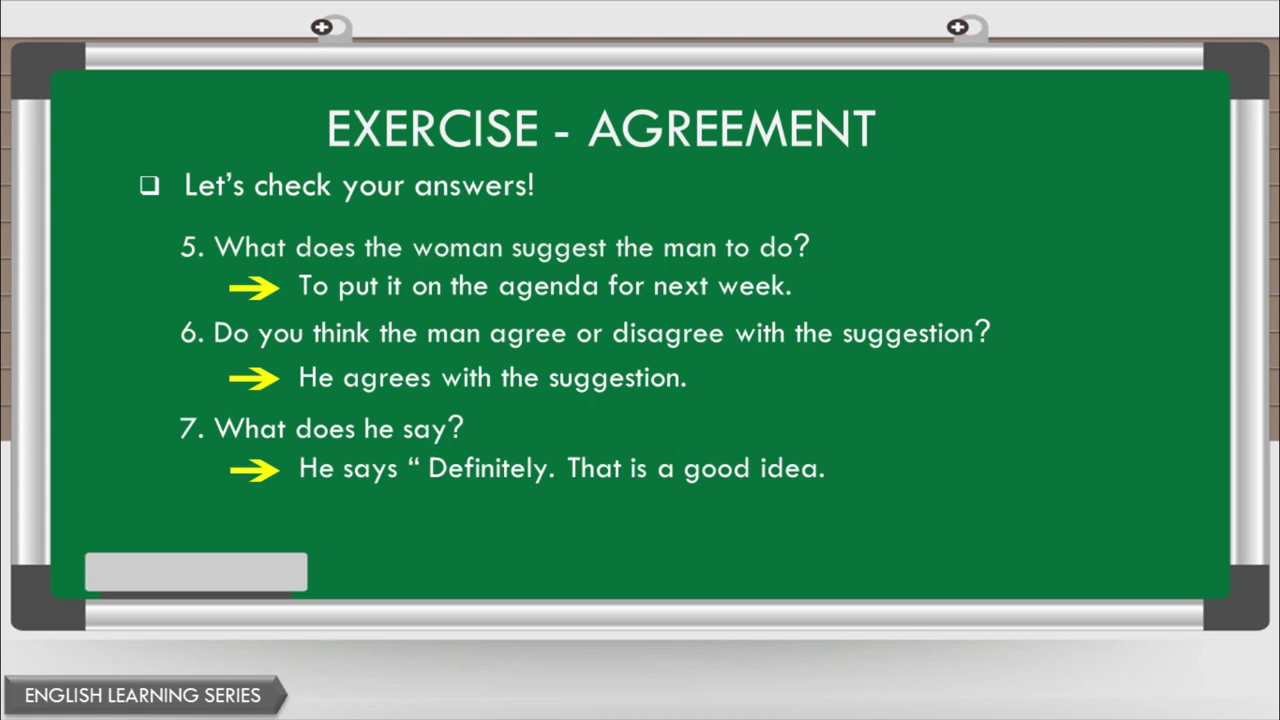 EXERCISE - AGREEMENT
Let's check your answers!
5. What does the woman suggest the man to do?
To put it on the agenda for next week.
6. Do you think the man agree or disagree with the suggestion?
He agrees with the suggestion.
7. What does he say?
He says “ Definitely. That is a good idea.
ENGLISH LEARNING SERIES